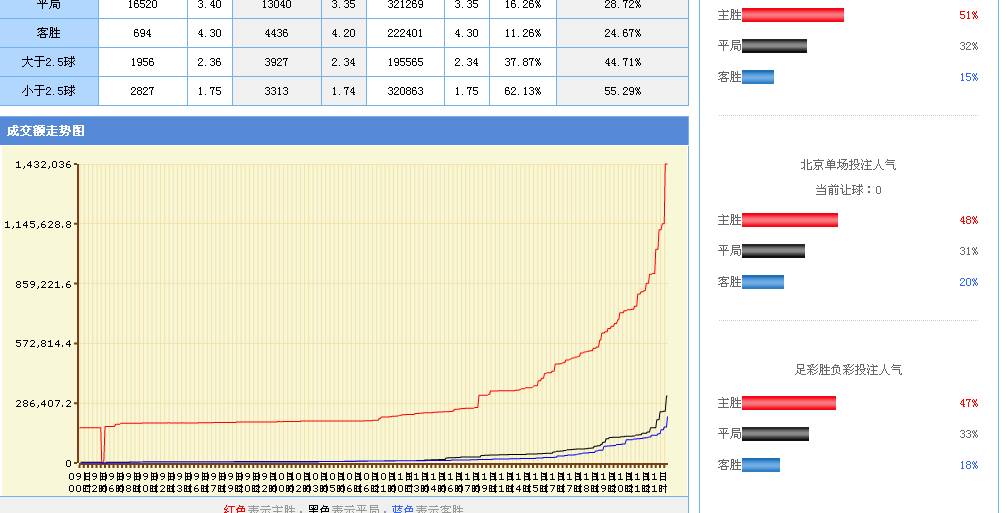 平局 16520 3.40 13040 3.35 321269 3.35 16.26% 28.72%
客胜 694 4.30 4436 4.20 222401 4.30 11.26% 24.67%
大于2.5球 1956 2.36 3927 2.34 195565 2.34 37.87% 44.71%
小于2.5球 2827 1.75 3313 1.74 320863 1.75 62.13% 55.29%
成交额走势图
1,432,036
1,145,628.8
859,221.6
572,814.4
286,407.2
0
红色表示主胜，黑色表示平局，蓝色表示客胜
主胜 51%
平局 32%
客胜 15%
北京单场投注人气
当前让球：0
主胜 48%
平局 31%
客胜 20%
足彩胜负彩投注人气
主胜 47%
平局 33%
客胜 18%